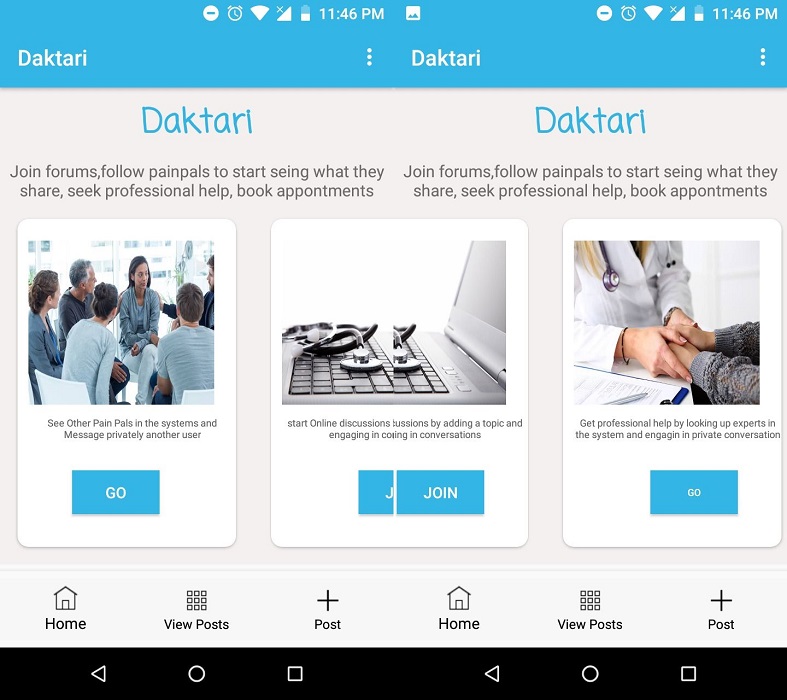 11:46 PM
Daktari
Daktari
Join forums,follow painpals to start seing what they
share, seek professional help, book appontments
See Other Pain Pals in the systems and
Message privately another user
GO
start Online discussions
engaging in co
J
Home
View Posts
Post
11:46 PM
Daktari
Daktari
Join forums,follow painpals to start seing what they
share, seek professional help, book appontments
ussions by adding a topic and
ing in conversations
JOIN
Get professional help by looking up experts in
the system and engagin in private conversation
GO
Home
View Posts
Post